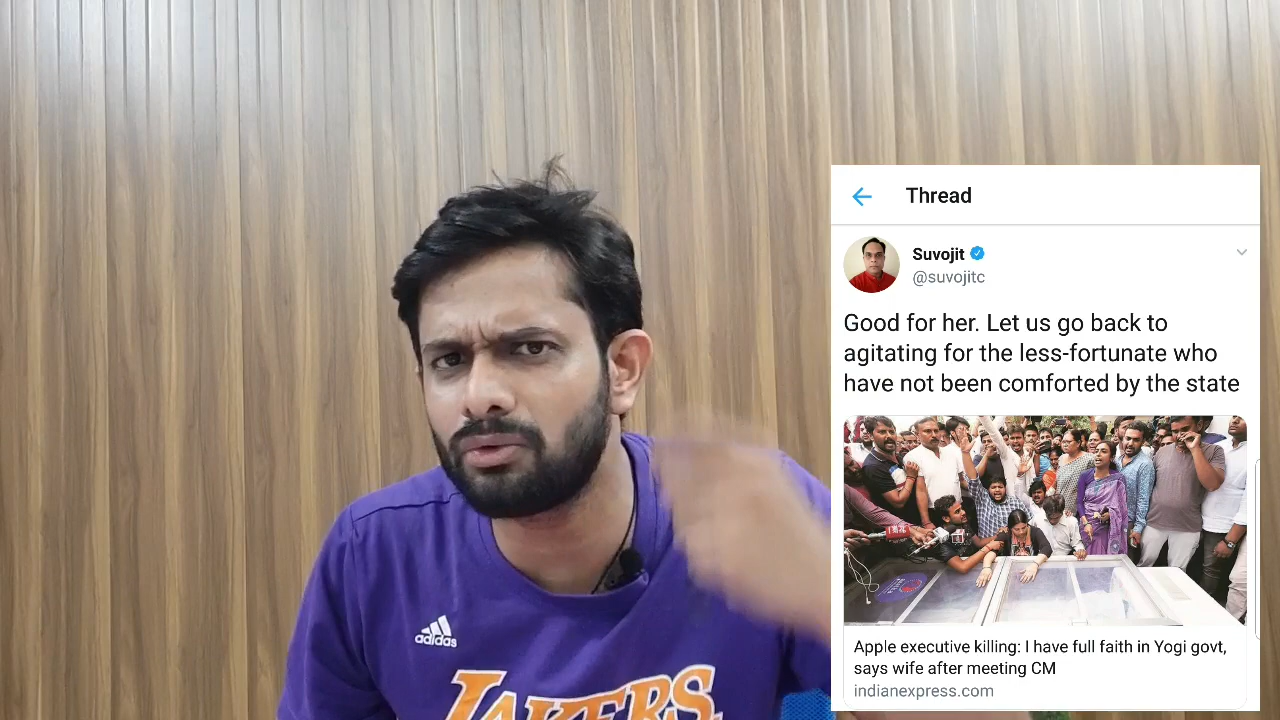 Thread
Suvojit
@suvojitc
Good for her. Let us go back to
agitating for the less-fortunate who
have not been comforted by the state
Apple executive killing: I have full faith in Yogi govt,
says wife after meeting CM
indianexpress.com
adidas
LAKERS